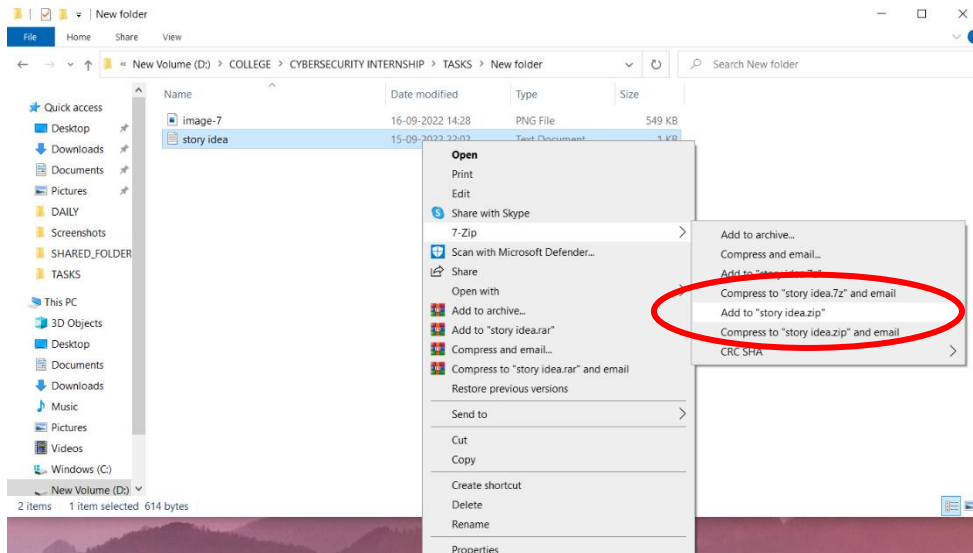 New folder
File Home Share View
« New Volume (D:) > COLLEGE > CYBERSECURITY INTERNSHIP > TASKS > New folder
Search New folder
Name Date modified Type Size
image-7 16-09-2022 14:28 PNG File 549 KB
story idea 15-09-2022 22:02 Text Document 1 KB
Quick access
Desktop
Downloads
Documents
Pictures
DAILY
Screenshots
SHARED_FOLDER
TASKS
This PC
3D Objects
Desktop
Documents
Downloads
Music
Pictures
Videos
Windows (C:)
New Volume (D:)
2 items 1 item selected 614 bytes
Open
Print
Edit
Share with Skype
7-Zip
Scan with Microsoft Defender...
Share
Open with
Add to archive...
Add to "story idea.rar"
Compress and email...
Compress to "story idea.rar" and email
Restore previous versions
Send to
Cut
Copy
Create shortcut
Delete
Rename
Properties
Add to archive...
Compress and email...
Add to "story idea.7z"
Compress to "story idea.7z" and email
Add to "story idea.zip"
Compress to "story idea.zip" and email
CRC SHA